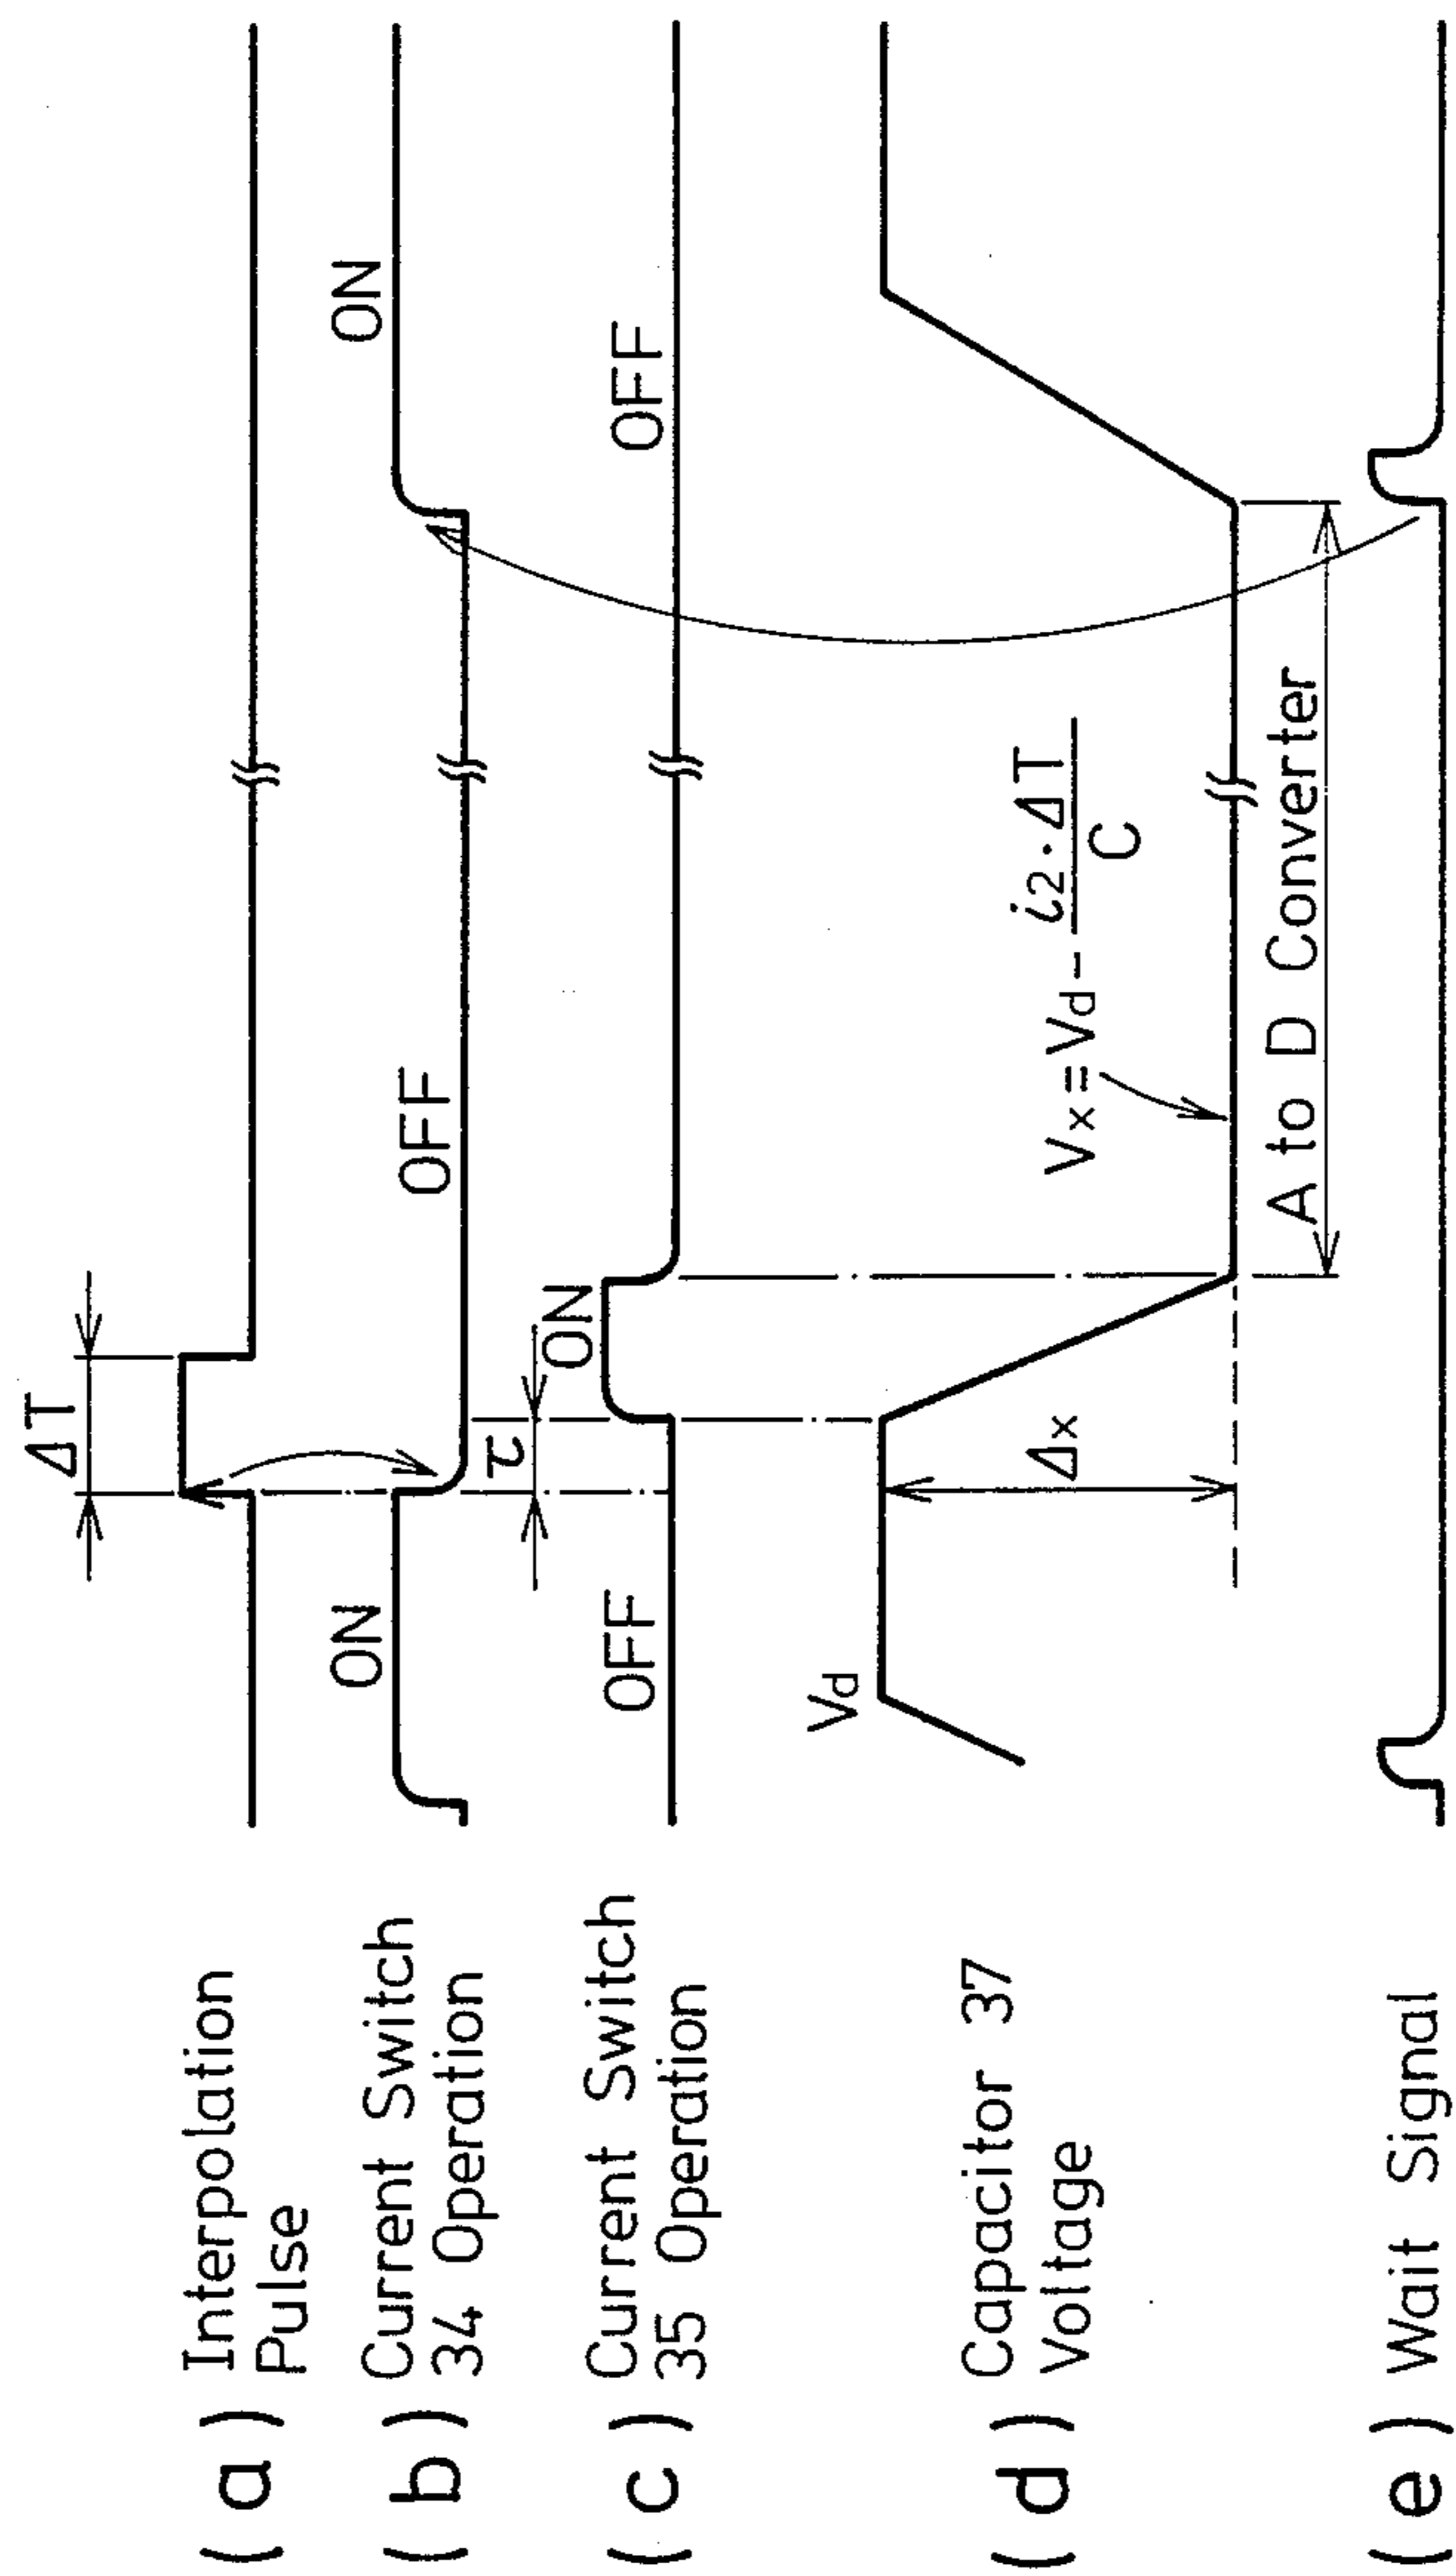 (a) Interpolation
Pulse
ΔT
(b) Current Switch
34 Operation
ON
OFF
ON
(c) Current Switch
35 Operation
OFF
τ
ON
OFF
(d) Capacitor 37
Voltage
Vd
Δx
Vx = Vd - i2·ΔT / C
A to D Converter
(e) Wait Signal